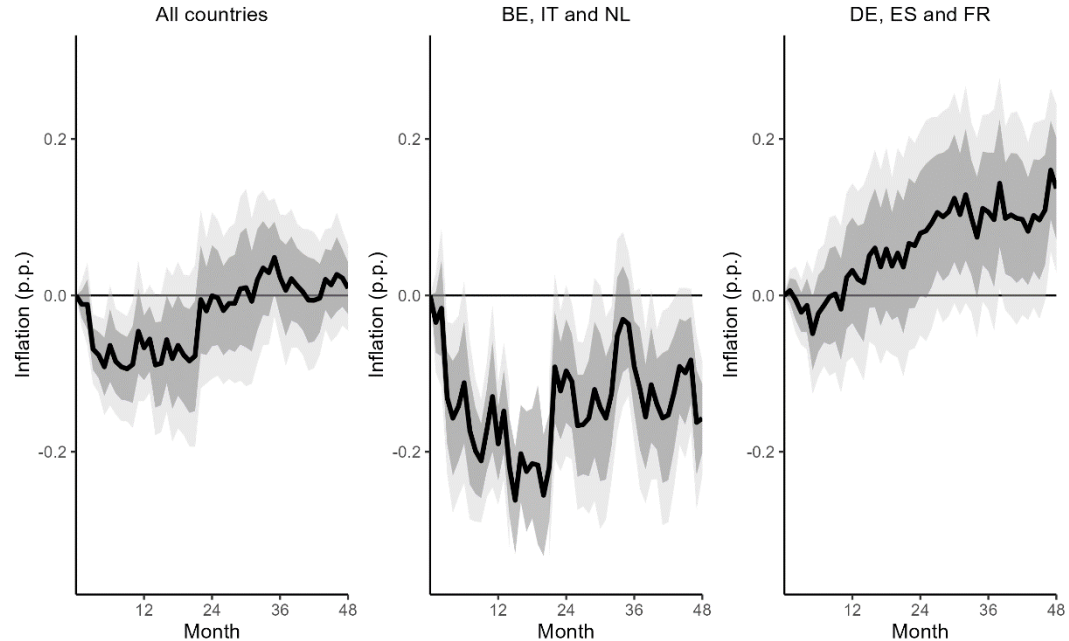 All countries
BE, IT and NL
DE, ES and FR
Inflation (p.p.)
0.2
0.0
-0.2
12
24
36
48
Month
Inflation (p.p.)
0.2
0.0
-0.2
12
24
36
48
Month
Inflation (p.p.)
0.2
0.0
-0.2
12
24
36
48
Month